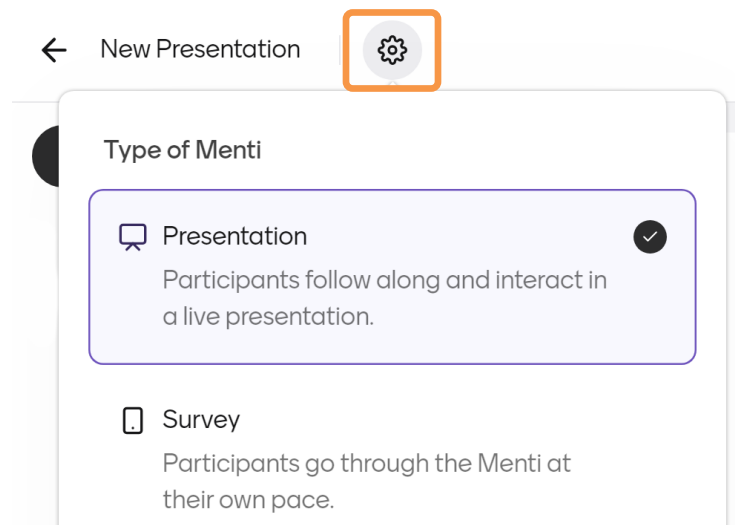 New Presentation
Type of Menti
Presentation
Participants follow along and interact in
a live presentation.
Survey
Participants go through the Menti at
their own pace.